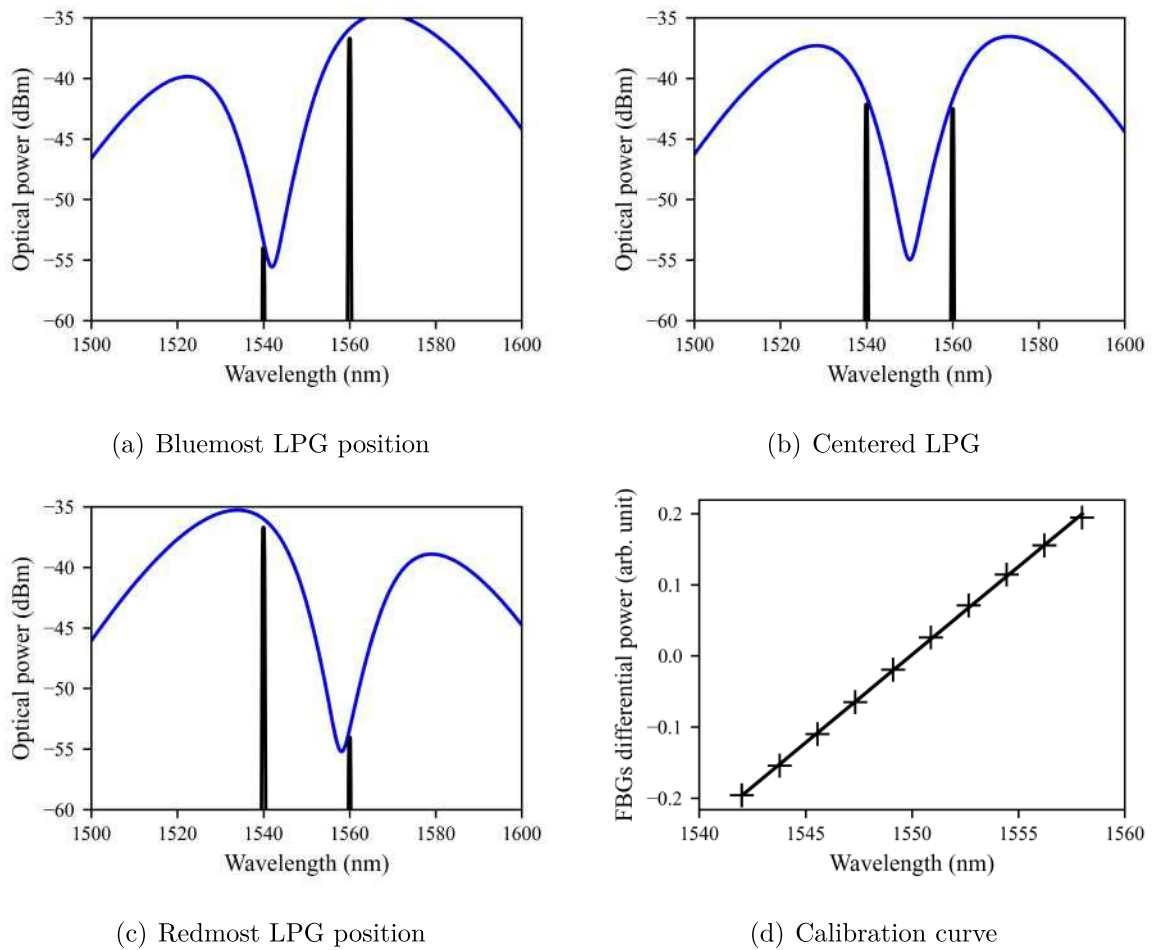 −35
−40
−45
−50
−55
−60
Optical power (dBm)
1500 1520 1540 1560 1580 1600
Wavelength (nm)
(a) Bluemost LPG position
−35
−40
−45
−50
−55
−60
Optical power (dBm)
1500 1520 1540 1560 1580 1600
Wavelength (nm)
(b) Centered LPG
−35
−40
−45
−50
−55
−60
Optical power (dBm)
1500 1520 1540 1560 1580 1600
Wavelength (nm)
(c) Redmost LPG position
0.2
0.1
0.0
−0.1
−0.2
FBGs differential power (arb. unit)
1540 1545 1550 1555 1560
Wavelength (nm)
(d) Calibration curve